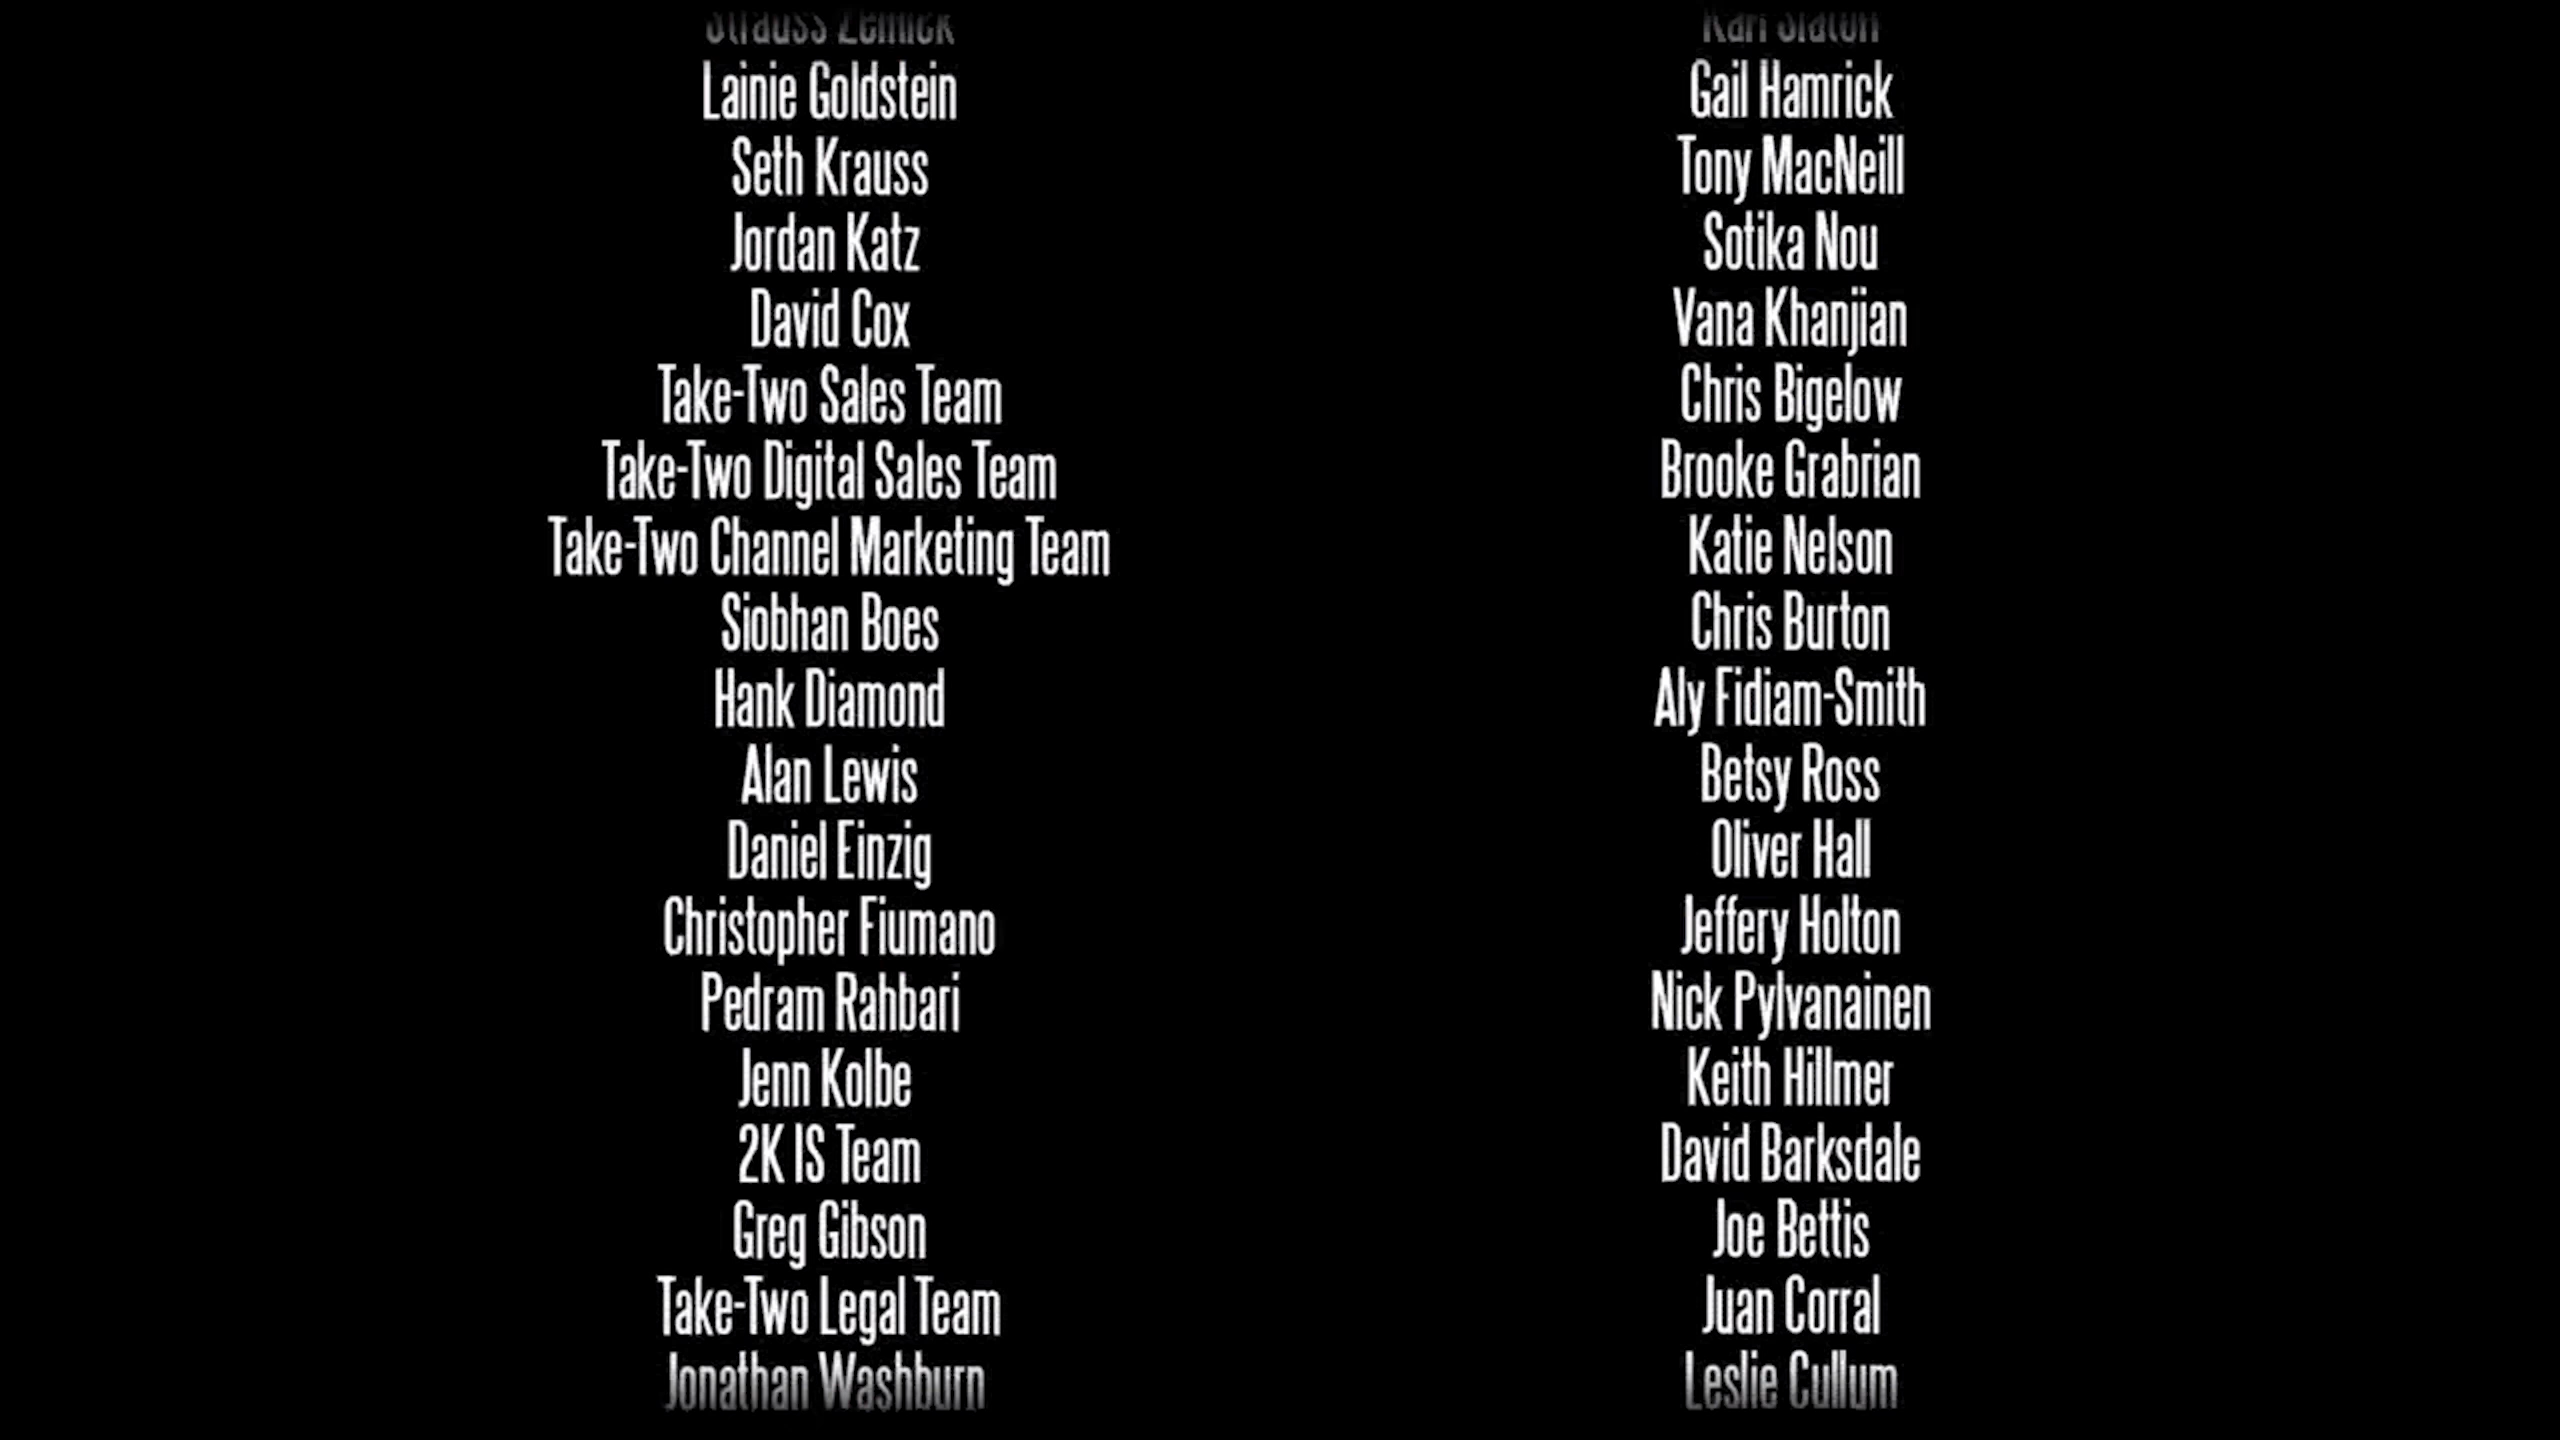 Strauss Zelnick
Lainie Goldstein
Seth Krauss
Jordan Katz
David Cox
Take-Two Sales Team
Take-Two Digital Sales Team
Take-Two Channel Marketing Team
Siobhan Boes
Hank Diamond
Alan Lewis
Daniel Einzig
Christopher Fiumano
Pedram Rahbari
Jenn Kolbe
2K IS Team
Greg Gibson
Take-Two Legal Team
Jonathan Washburn
Gail Hamrick
Tony MacNeill
Sotika Nou
Vana Khanjian
Chris Bigelow
Brooke Grabrian
Katie Nelson
Chris Burton
Aly Fidiam-Smith
Betsy Ross
Oliver Hall
Jeffery Holton
Nick Pylvanainen
Keith Hillmer
David Barksdale
Joe Bettis
Juan Corral
Leslie Cullum